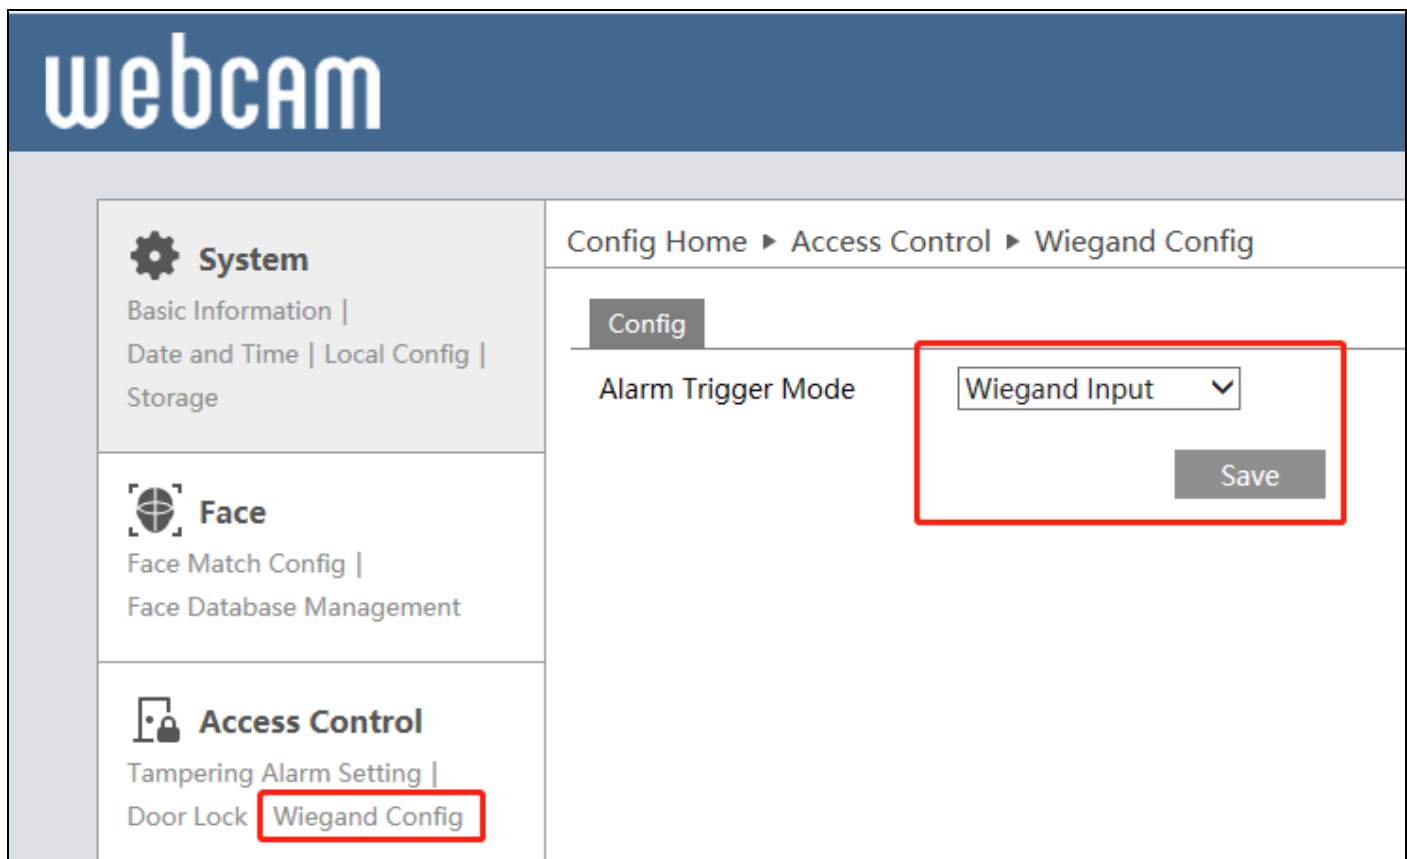 webcam
System
Basic Information |
Date and Time | Local Config |
Storage
Face
Face Match Config |
Face Database Management
Access Control
Tampering Alarm Setting |
Door Lock Wiegand Config
Config Home ▶ Access Control ▶ Wiegand Config
Config
Alarm Trigger Mode Wiegand Input
Save